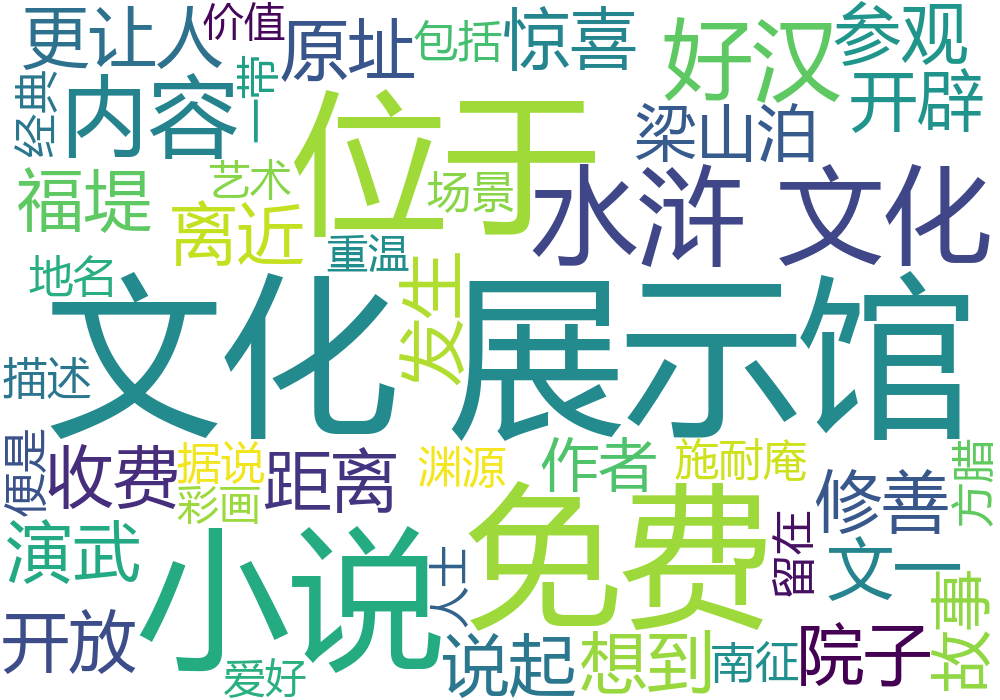 更让人
价值
原址
包括
惊喜
好汉
参观
经典
内容
一带
位于
梁山泊
开辟
福堤
艺术
离近
场景
水浒
文化
重温
地名
发生
文化
展示馆
描述
便是
收费
据说
彩画
距离
渊源
作者
施耐庵
修善
方腊
演武
小说
人士
免费
留在
文一
故事
开放
爱好
说起
想到
南征
院子